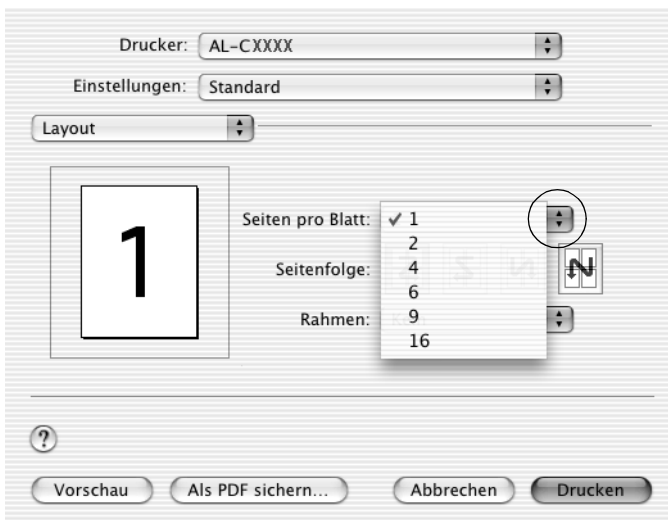 Drucker: AL-CXXXX
Einstellungen: Standard
Layout
1
Seiten pro Blatt: ✓ 1
2
Seitenfolge: 4
6
Rahmen: 9
16
?
Vorschau Als PDF sichern... Abbrechen Drucken